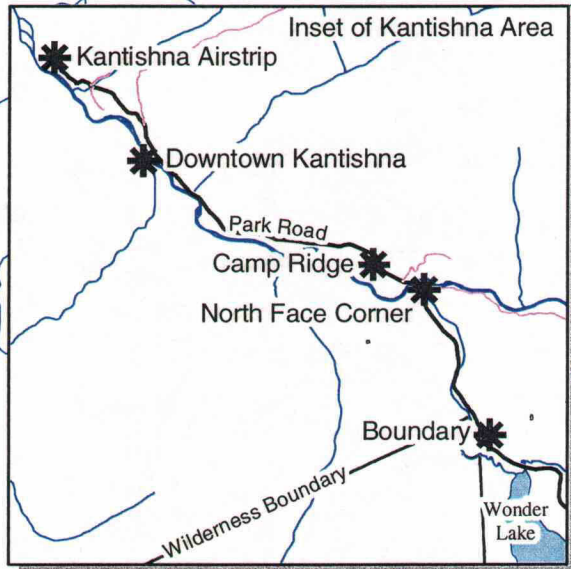 Inset of Kantishna Area
Kantishna Airstrip
Downtown Kantishna
Park Road
Camp Ridge
North Face Corner
Boundary
Wilderness Boundary
Wonder
Lake